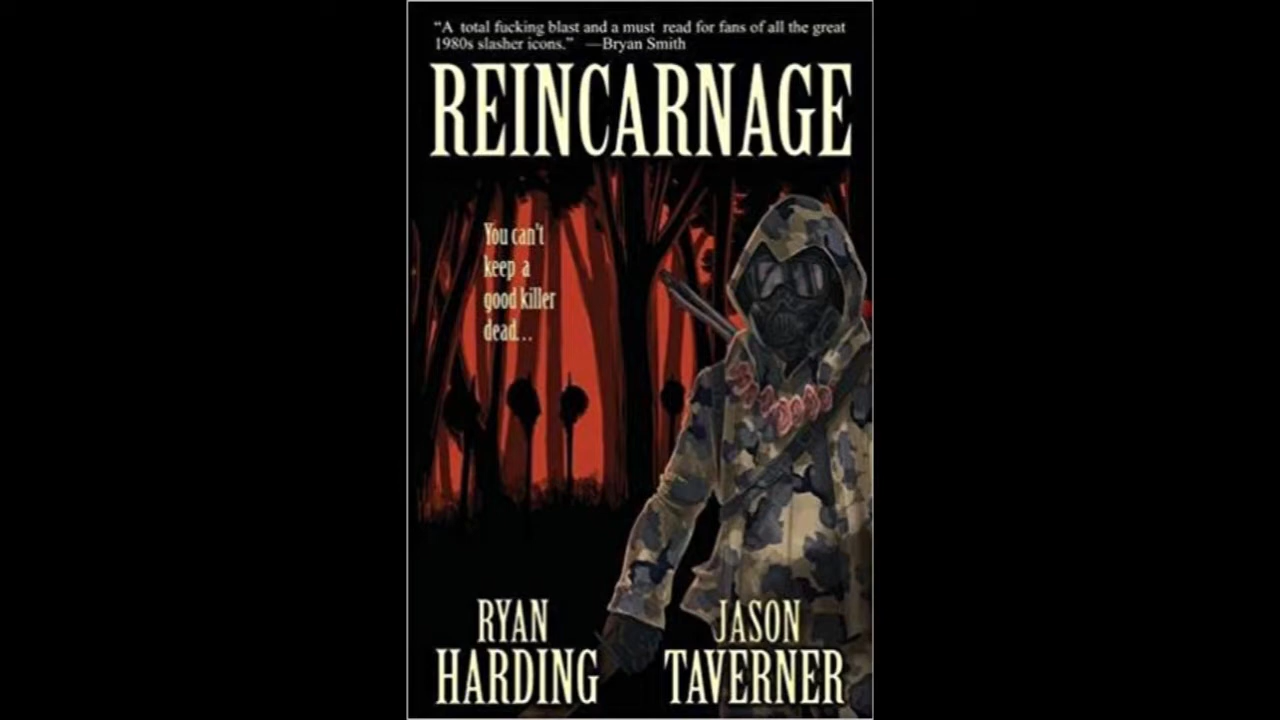 “A total fucking blast and a must read for fans of all the great
1980s slasher icons.” —Bryan Smith
REINCARNAGE
You can't
keep a
good killer
dead...
RYAN
HARDING
JASON
TAVERNER